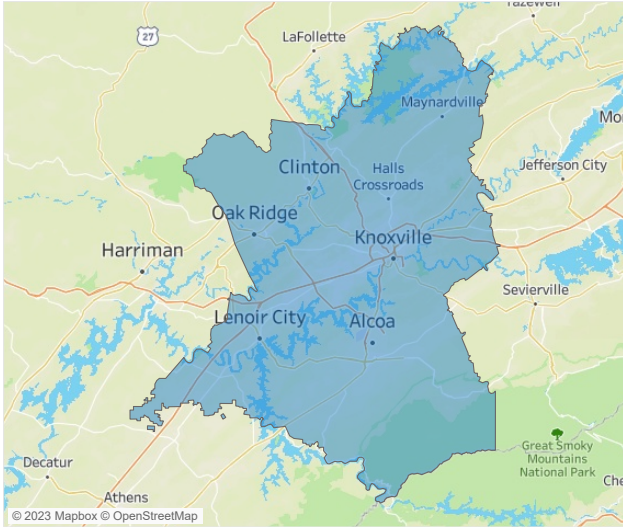 Tazewell
27
LaFollette
Maynardville
Mo
Clinton
Halls
Crossroads
Jefferson City
Oak Ridge
Knoxville
Harriman
Sevierville
Lenoir City
Alcoa
Great Smoky
Mountains
National Park
Decatur
Che
Athens
© 2023 Mapbox © OpenStreetMap